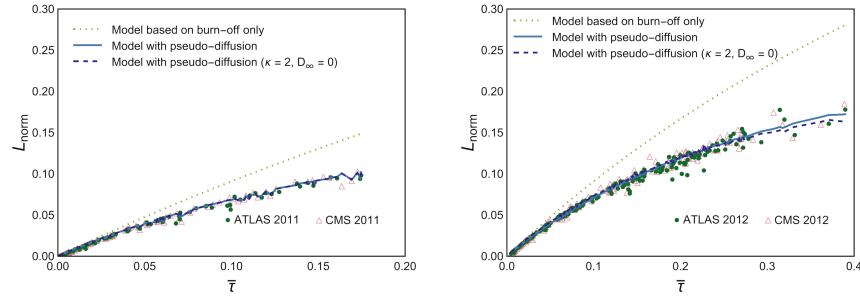 0.30
0.25
0.20
0.15
0.10
0.05
0.00
L_norm
Model based on burn−off only
Model with pseudo−diffusion
Model with pseudo−diffusion (κ = 2, D∞ = 0)
ATLAS 2011 CMS 2011
0.00 0.05 0.10 0.15 0.20
τ̅
0.30
0.25
0.20
0.15
0.10
0.05
0.00
L_norm
Model based on burn−off only
Model with pseudo−diffusion
Model with pseudo−diffusion (κ = 2, D∞ = 0)
ATLAS 2012 CMS 2012
0.0 0.1 0.2 0.3 0.4
τ̅